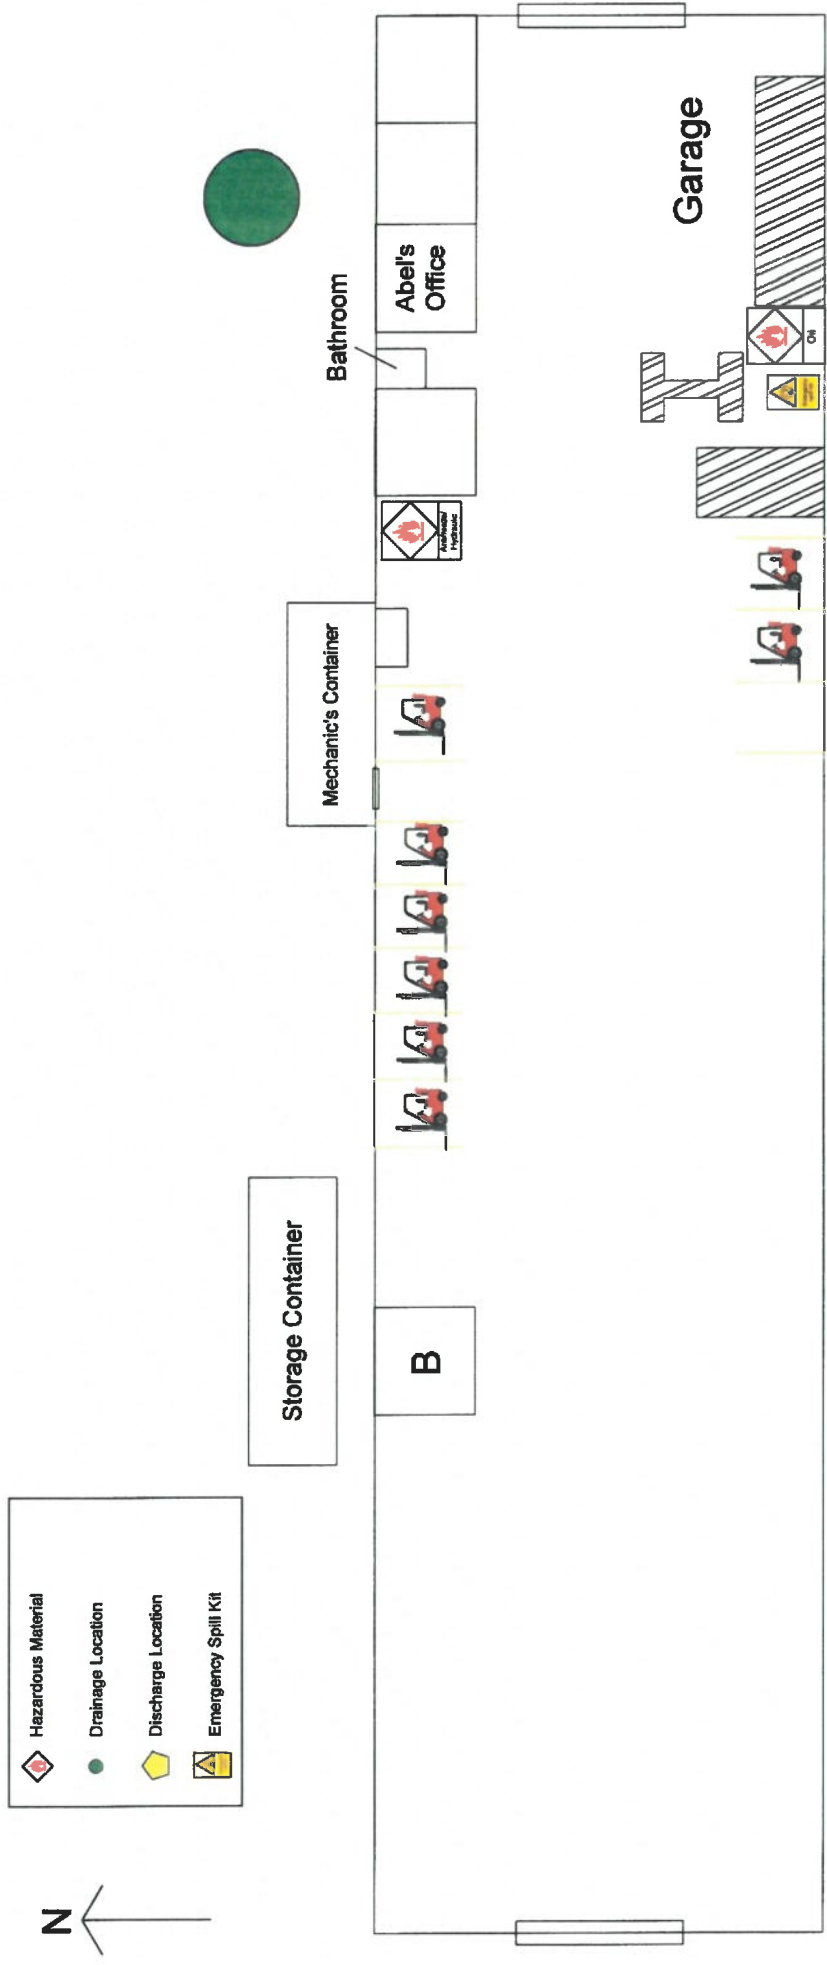 N
Hazardous Material
Drainage Location
Discharge Location
Emergency Spill Kit
Storage Container
B
Mechanic's Container
Antifreeze/
Hydraulic
Bathroom
Abel's
Office
Garage
Oil